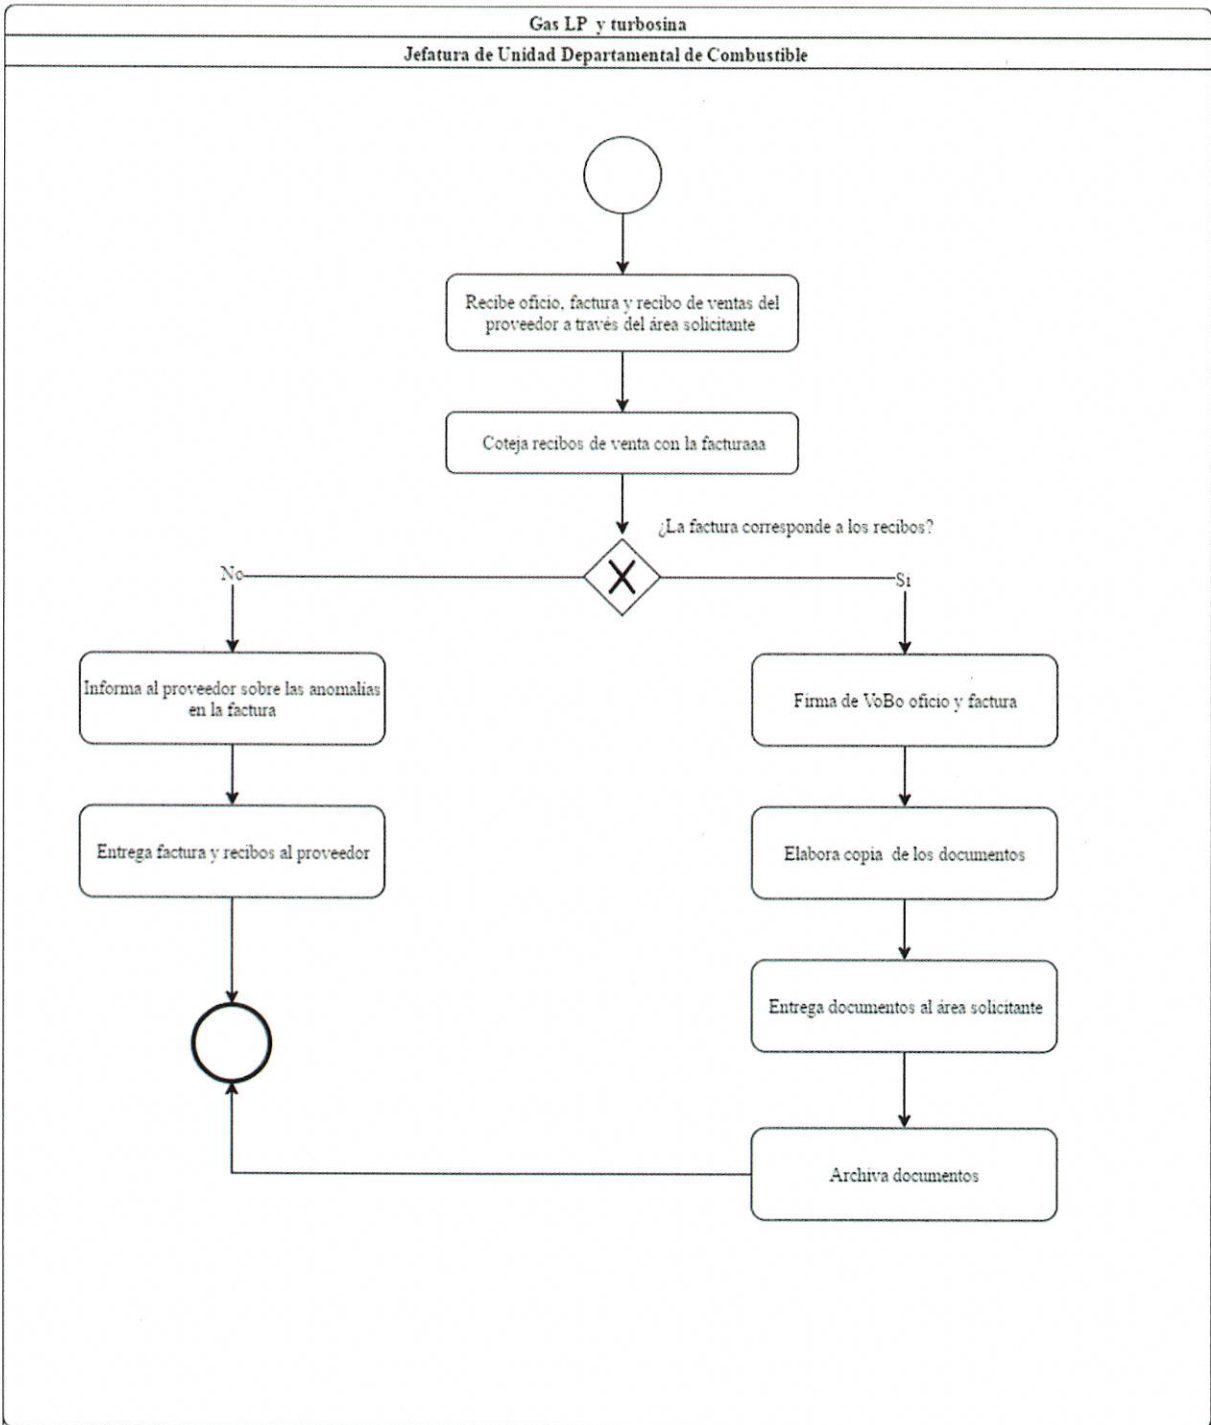 Gas LP y turbosina
Jefatura de Unidad Departamental de Combustible
Recibe oficio, factura y recibo de ventas del
proveedor a través del área solicitante
Coteja recibos de venta con la facturaaa
¿La factura corresponde a los recibos?
No
Si
Informa al proveedor sobre las anomalias
en la factura
Firma de VoBo oficio y factura
Entrega factura y recibos al proveedor
Elabora copia de los documentos
Entrega documentos al área solicitante
Archiva documentos